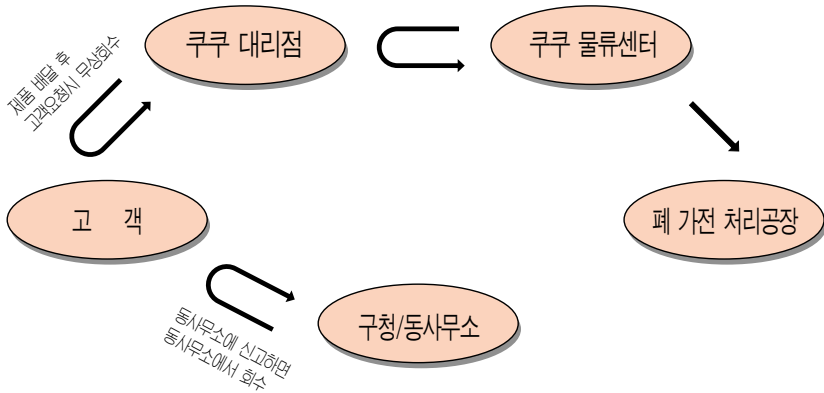 쿠쿠 대리점
쿠쿠 물류센터
제품 배달 후
고객요청시 무상회수
고 객
폐 가전 처리공장
구청/동사무소
동사무소에 신고하면
동사무소에서 회수